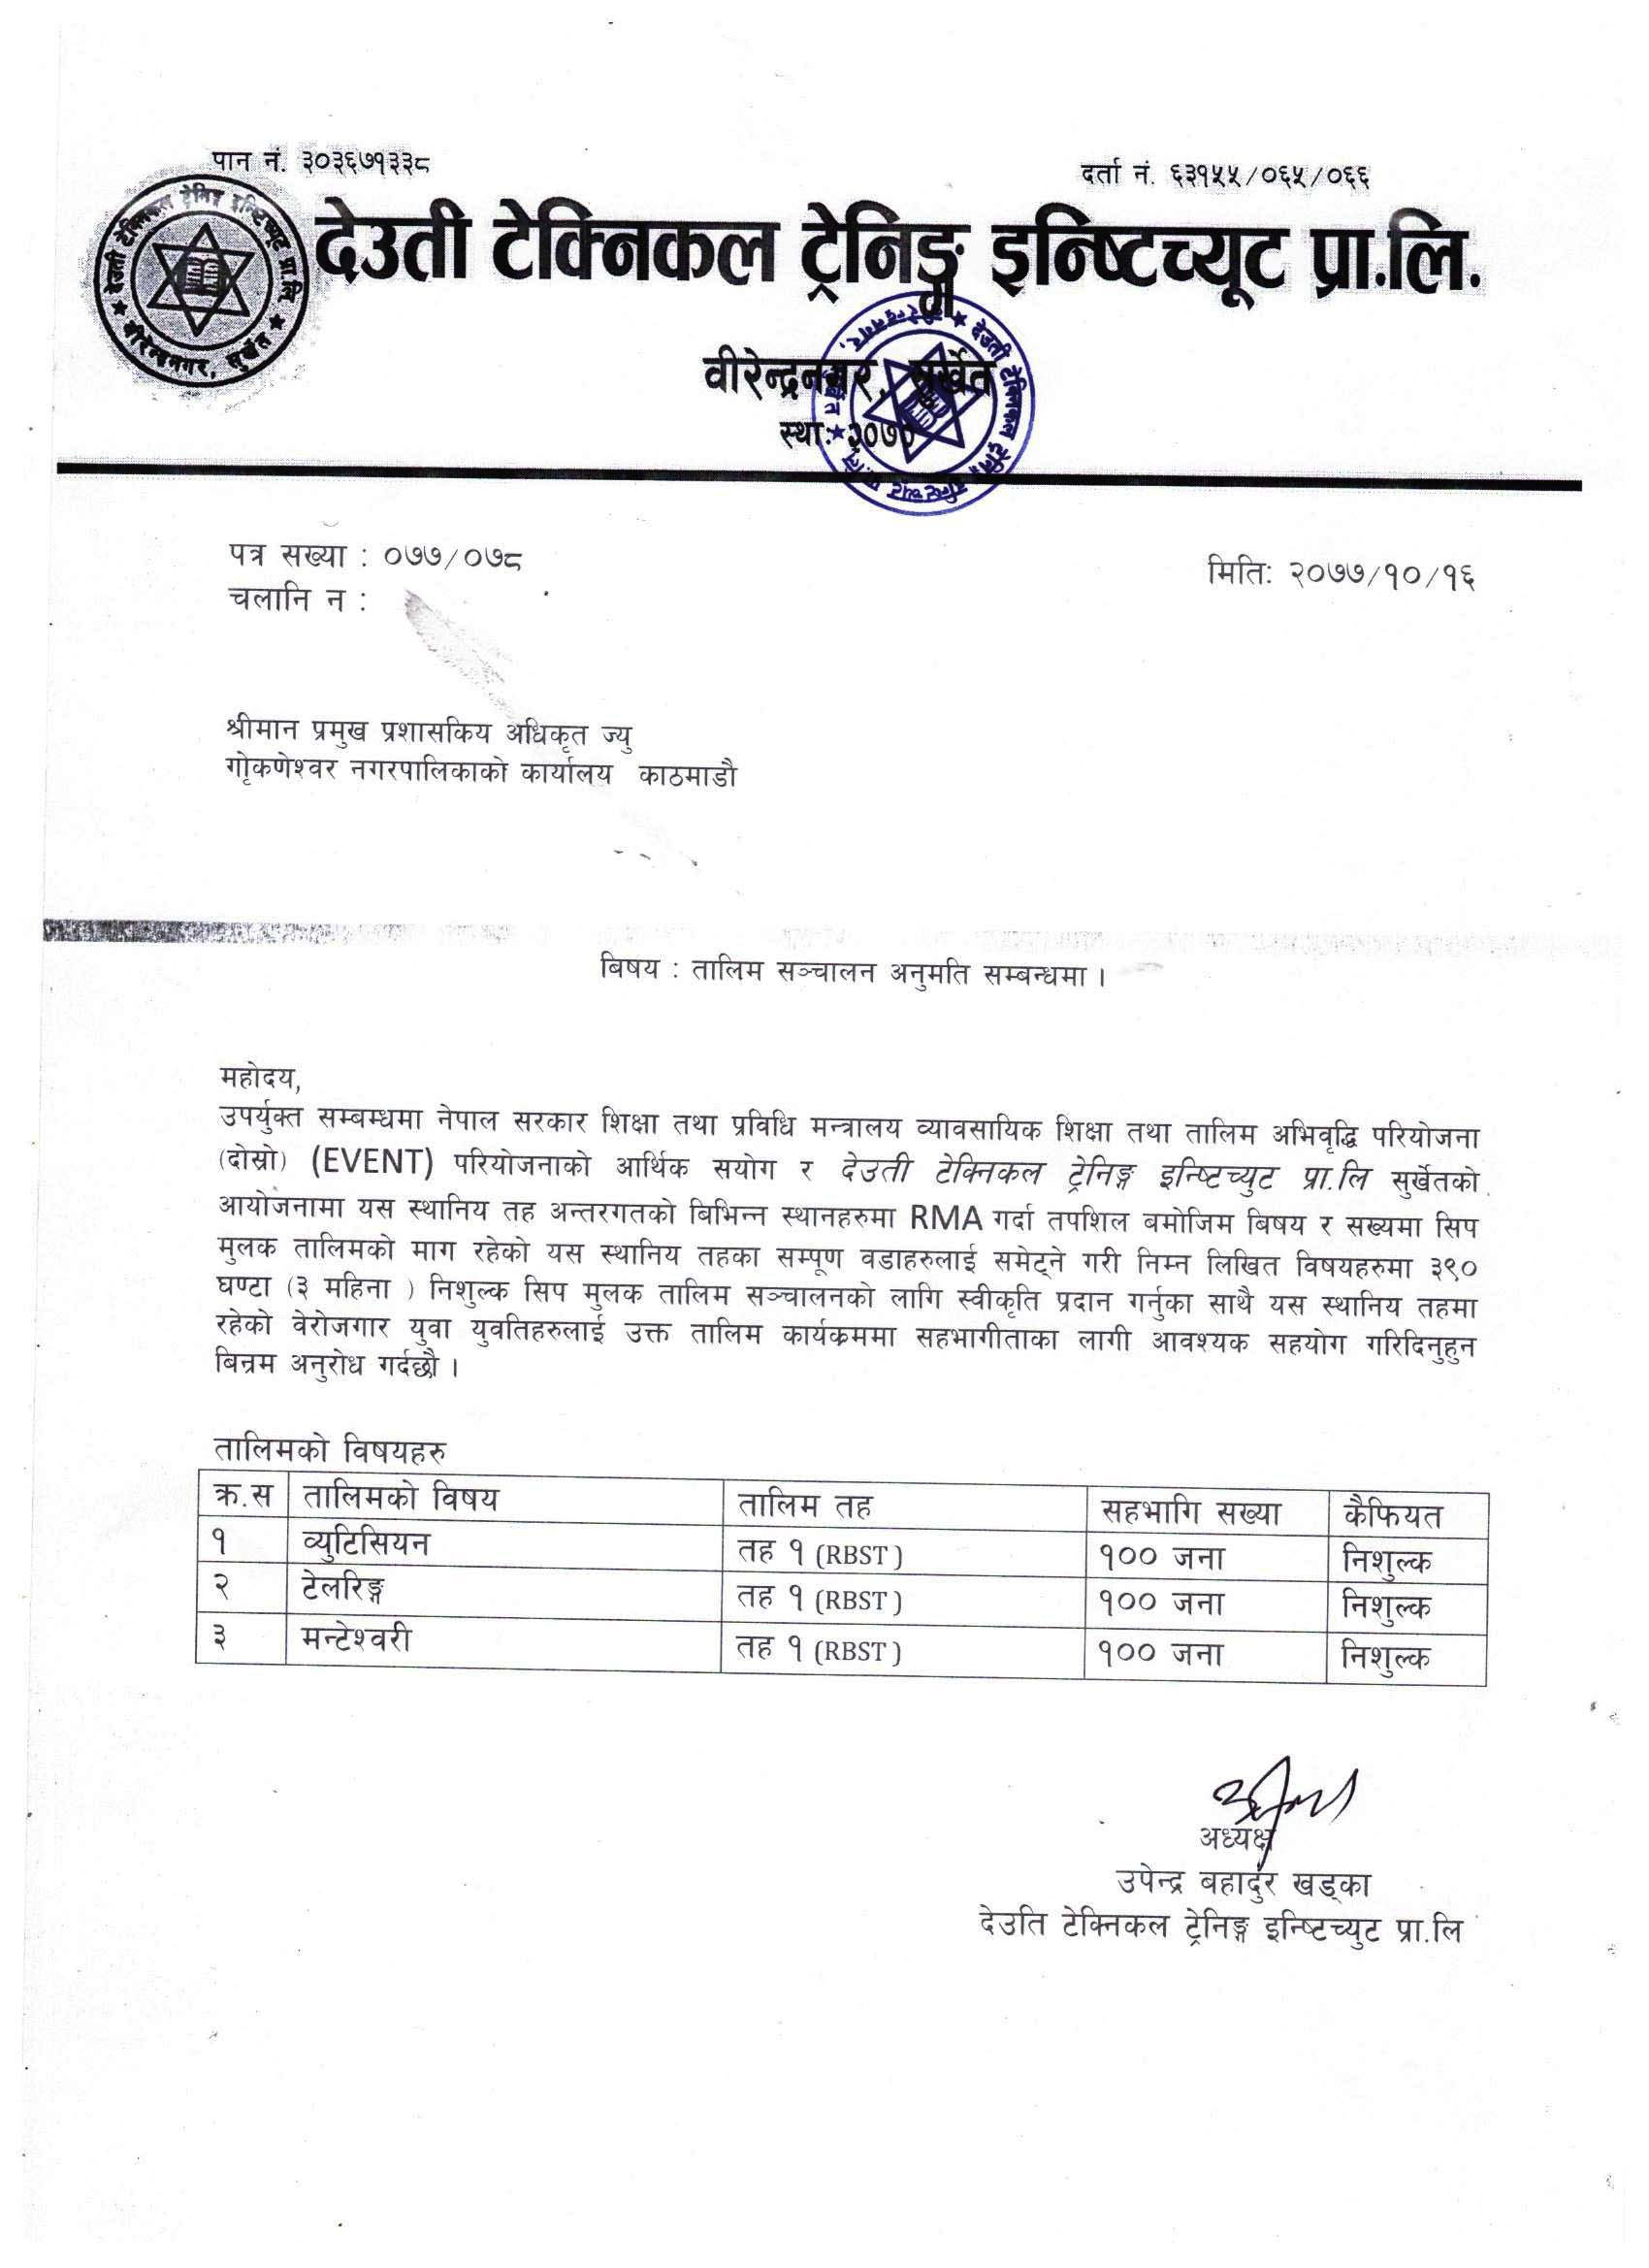 पान नं. ३०३६७१३३८
दर्ता नं. ६३१५५/०६५/०६६
देउती टेक्निकल ट्रेनिङ्ग इन्ष्टिच्यूट प्रा.लि.
वीरेन्द्रनगर, सुर्खेत
स्था: २०७०
पत्र सख्या : ०७७/०७८
मिति: २०७७/१०/१६
चलानि न :
श्रीमान प्रमुख प्रशासकिय अधिकृत ज्यु
गोकणेश्वर नगरपालिकाको कार्यालय काठमाडौ
बिषय : तालिम सञ्चालन अनुमति सम्बन्धमा ।
महोदय,
उपर्युक्त सम्बम्धमा नेपाल सरकार शिक्षा तथा प्रविधि मन्त्रालय व्यावसायिक शिक्षा तथा तालिम अभिवृद्धि परियोजना
(दोस्रो) (EVENT) परियोजनाको आर्थिक सयोग र देउती टेक्निकल ट्रेनिङ्ग इन्ष्टिच्युट प्रा.लि सुर्खेतको
आयोजनामा यस स्थानिय तह अन्तरगतको बिभिन्न स्थानहरुमा RMA गर्दा तपशिल बमोजिम बिषय र सख्यमा सिप
मुलक तालिमको माग रहेको यस स्थानिय तहका सम्पूण वडाहरुलाई समेट्ने गरी निम्न लिखित विषयहरुमा ३९०
घण्टा (३ महिना ) निशुल्क सिप मुलक तालिम सञ्चालनको लागि स्वीकृति प्रदान गर्नुका साथै यस स्थानिय तहमा
रहेको वेरोजगार युवा युवतिहरुलाई उक्त तालिम कार्यक्रममा सहभागीताका लागी आवश्यक सहयोग गरिदिनुहुन
बिन्रम अनुरोध गर्दछौ ।
तालिमको विषयहरु
क्र.स तालिमको विषय तालिम तह सहभागि सख्या कैफियत
१ व्युटिसियन तह १ (RBST ) १०० जना निशुल्क
२ टेलरिङ्ग तह १ (RBST ) १०० जना निशुल्क
३ मन्टेश्वरी तह १ (RBST ) १०० जना निशुल्क
अध्यक्ष
उपेन्द्र बहादुर खड्का
देउति टेक्निकल ट्रेनिङ्ग इन्ष्टिच्युट प्रा.लि